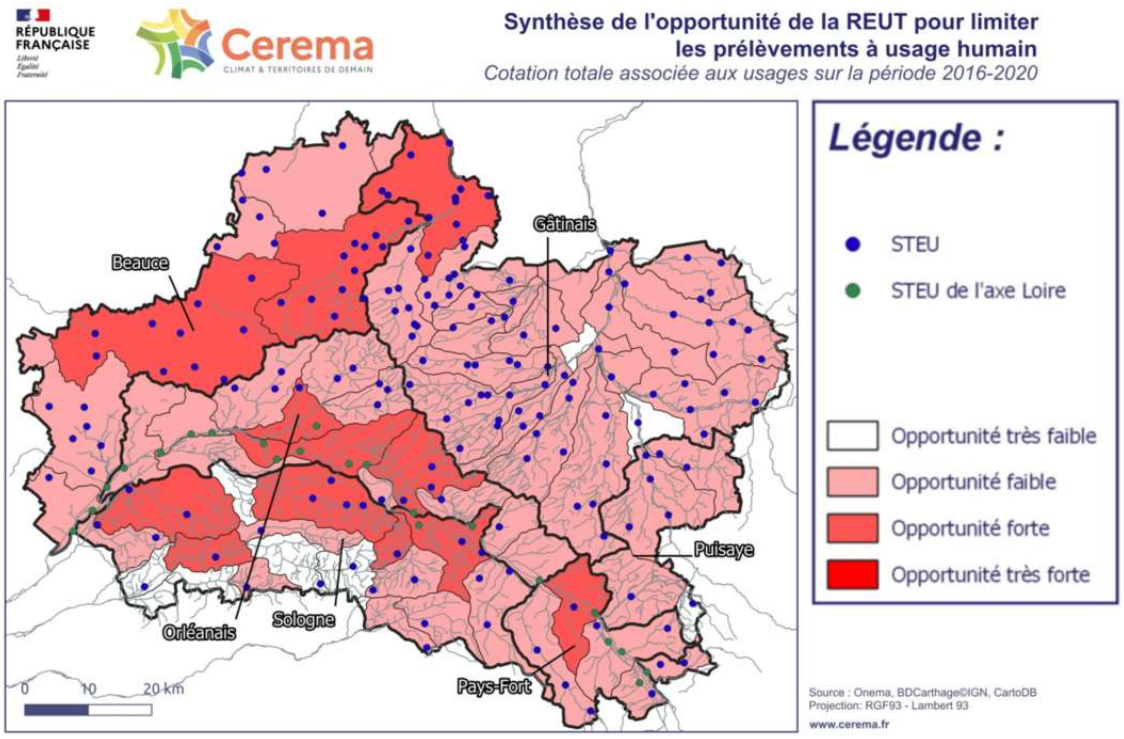 RÉPUBLIQUE
FRANÇAISE
Liberté
Égalité
Fraternité
Cerema
CLIMAT & TERRITOIRES DE DEMAIN
Synthèse de l'opportunité de la REUT pour limiter
les prélèvements à usage humain
Cotation totale associée aux usages sur la période 2016-2020
Gâtinais
Beauce
Puisaye
Orléanais
Sologne
Pays-Fort
0 10 20 km
Légende :
STEU
STEU de l'axe Loire
Opportunité très faible
Opportunité faible
Opportunité forte
Opportunité très forte
Source : Onema, BDCarthage©IGN, CartoDB
Projection: RGF93 - Lambert 93
www.cerema.fr